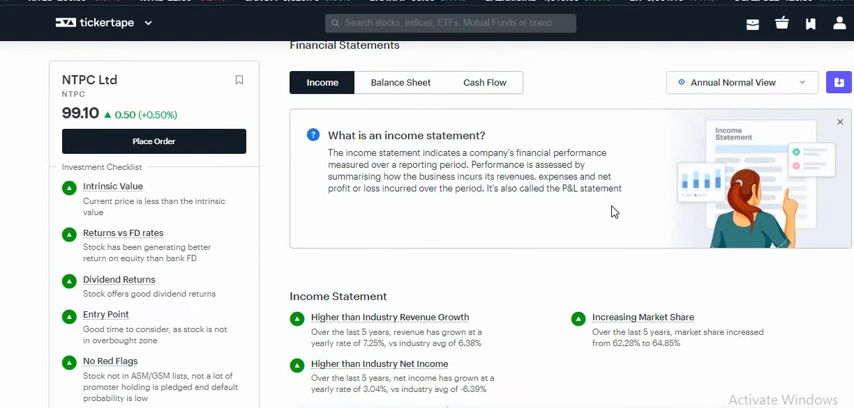 tickertape
Search stocks, indices, ETFs, Mutual Funds or brand
Financial Statements
NTPC Ltd
NTPC
99.10 0.50 (+0.50%)
Place Order
Investment Checklist
Intrinsic Value
Current price is less than the intrinsic
value
Returns vs FD rates
Stock has been generating better
return on equity than bank FD
Dividend Returns
Stock offers good dividend returns
Entry Point
Good time to consider, as stock is not
in overbought zone
No Red Flags
Stock not in ASM/GSM lists, not a lot of
promoter holding is pledged and default
probability is low
Income
Balance Sheet
Cash Flow
Annual Normal View
What is an income statement?
The income statement indicates a company's financial performance
measured over a reporting period. Performance is assessed by
summarising how the business incurs its revenues, expenses and net
profit or loss incurred over the period. It's also called the P&L statement
Income
Statement
Income Statement
Higher than Industry Revenue Growth
Over the last 5 years, revenue has grown at a
yearly rate of 7.25%, vs industry avg of 6.38%
Increasing Market Share
Over the last 5 years, market share increased
from 62.28% to 64.85%
Higher than Industry Net Income
Over the last 5 years, net income has grown at a
yearly rate of 3.04%, vs industry avg of -6.39%
Activate Windows